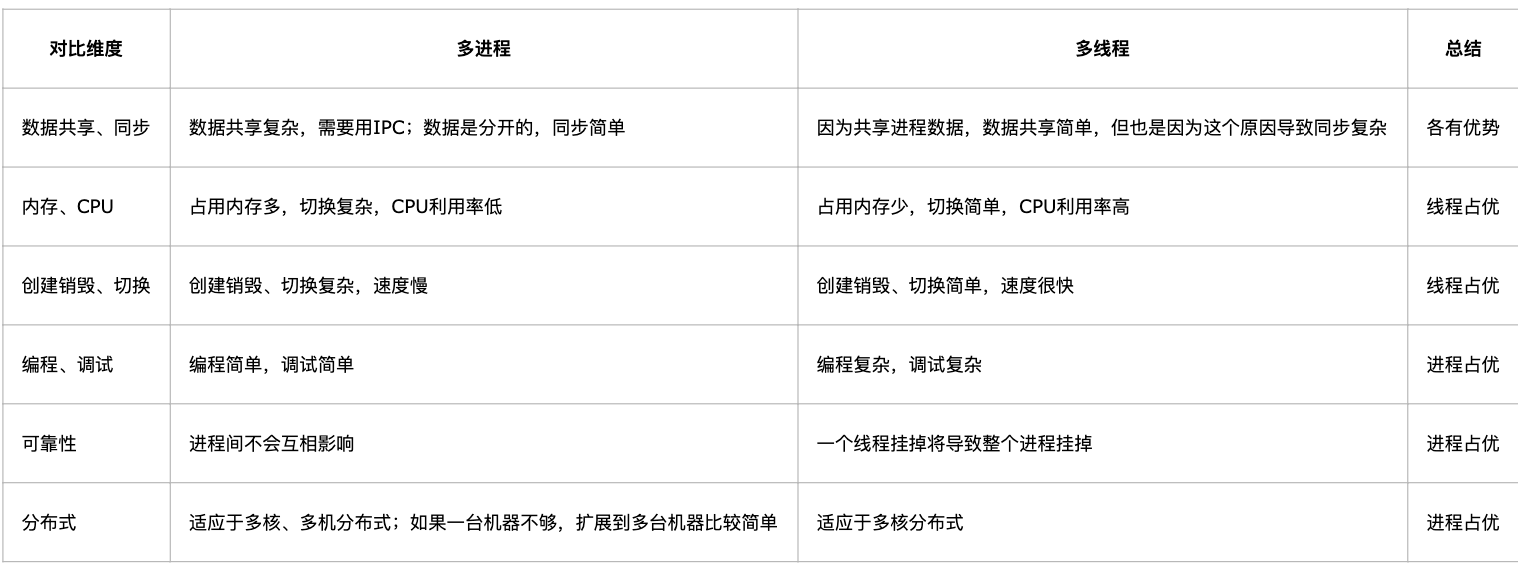 对比维度 多进程 多线程 总结
数据共享、同步 数据共享复杂，需要用IPC；数据是分开的，同步简单 因为共享进程数据，数据共享简单，但也是因为这个原因导致同步复杂 各有优势
内存、CPU 占用内存多，切换复杂，CPU利用率低 占用内存少，切换简单，CPU利用率高 线程占优
创建销毁、切换 创建销毁、切换复杂，速度慢 创建销毁、切换简单，速度很快 线程占优
编程、调试 编程简单，调试简单 编程复杂，调试复杂 进程占优
可靠性 进程间不会互相影响 一个线程挂掉将导致整个进程挂掉 进程占优
分布式 适应于多核、多机分布式；如果一台机器不够，扩展到多台机器比较简单 适应于多核分布式 进程占优